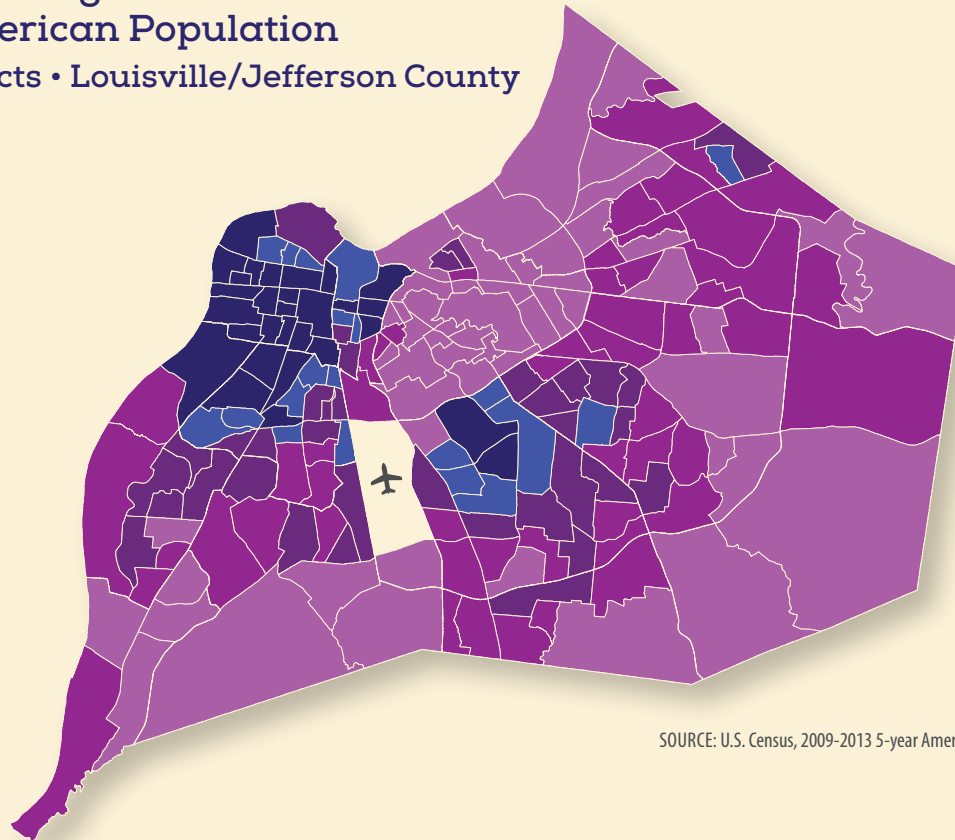 erican Population
cts • Louisville/Jefferson County
SOURCE: U.S. Census, 2009-2013 5-year Amer